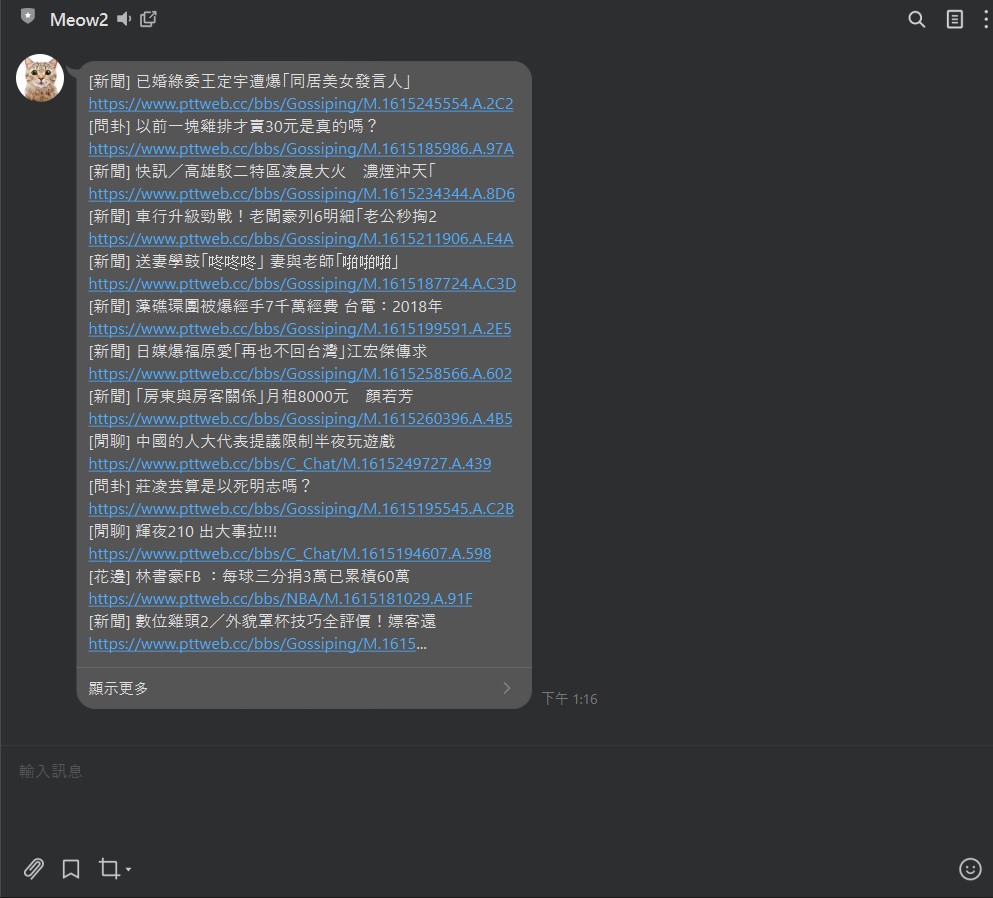 Meow2
[新聞] 已婚綠委王定宇遭爆「同居美女發言人」
https://www.pttweb.cc/bbs/Gossiping/M.1615245554.A.2C2
[問卦] 以前一塊雞排才賣30元是真的嗎？
https://www.pttweb.cc/bbs/Gossiping/M.1615185986.A.97A
[新聞] 快訊／高雄駁二特區凌晨大火　濃煙沖天「
https://www.pttweb.cc/bbs/Gossiping/M.1615234344.A.8D6
[新聞] 車行升級勁戰！老闆豪列6明細「老公秒掏2
https://www.pttweb.cc/bbs/Gossiping/M.1615211906.A.E4A
[新聞] 送妻學鼓「咚咚咚」 妻與老師「啪啪啪」
https://www.pttweb.cc/bbs/Gossiping/M.1615187724.A.C3D
[新聞] 藻礁環團被爆經手7千萬經費 台電：2018年
https://www.pttweb.cc/bbs/Gossiping/M.1615199591.A.2E5
[新聞] 日媒爆福原愛「再也不回台灣」江宏傑傳求
https://www.pttweb.cc/bbs/Gossiping/M.1615258566.A.602
[新聞] 「房東與房客關係」月租8000元　顏若芳
https://www.pttweb.cc/bbs/Gossiping/M.1615260396.A.4B5
[閒聊] 中國的人大代表提議限制半夜玩遊戲
https://www.pttweb.cc/bbs/C_Chat/M.1615249727.A.439
[問卦] 莊凌芸算是以死明志嗎？
https://www.pttweb.cc/bbs/Gossiping/M.1615195545.A.C2B
[閒聊] 輝夜210 出大事拉!!!
https://www.pttweb.cc/bbs/C_Chat/M.1615194607.A.598
[花邊] 林書豪FB ：每球三分捐3萬已累積60萬
https://www.pttweb.cc/bbs/NBA/M.1615181029.A.91F
[新聞] 數位雞頭2／外貌罩杯技巧全評價！嫖客還
https://www.pttweb.cc/bbs/Gossiping/M.1615...
顯示更多
下午 1:16
輸入訊息